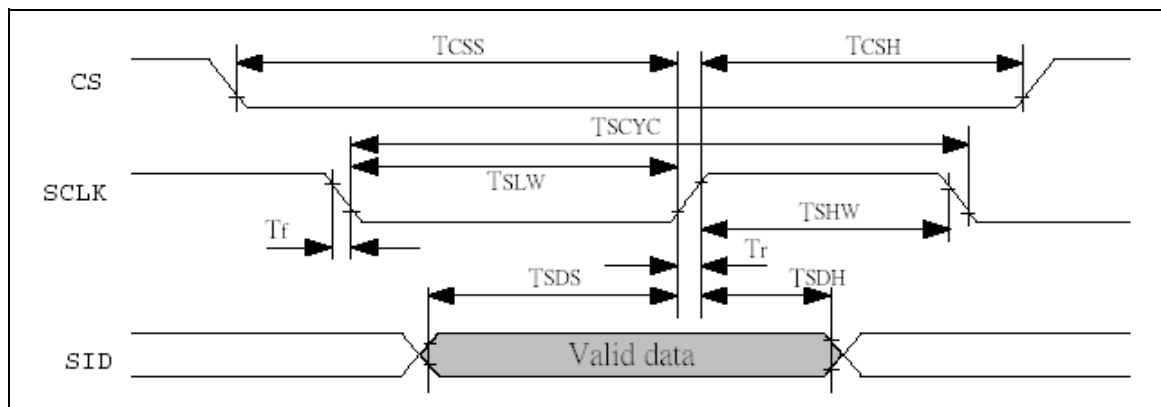 TCSS
TCSH
CS
TSCYC
TSLW
SCLK
TSHW
Tf
Tr
TSDS
TSDH
Valid data
SID